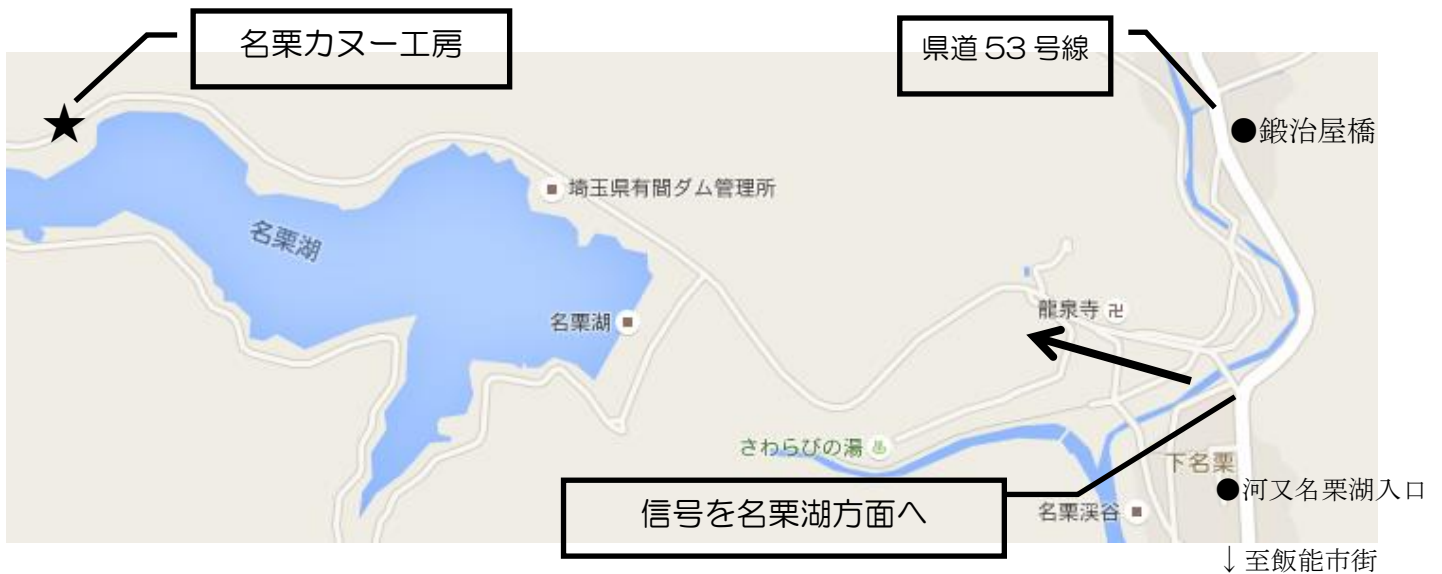 名栗カヌー工房
県道53号線
●鍛冶屋橋
埼玉県有間ダム管理所
名栗湖
名栗湖
龍泉寺 卍
さわらびの湯
下名栗
●河又名栗湖入口
信号を名栗湖方面へ
名栗渓谷
↓至飯能市街